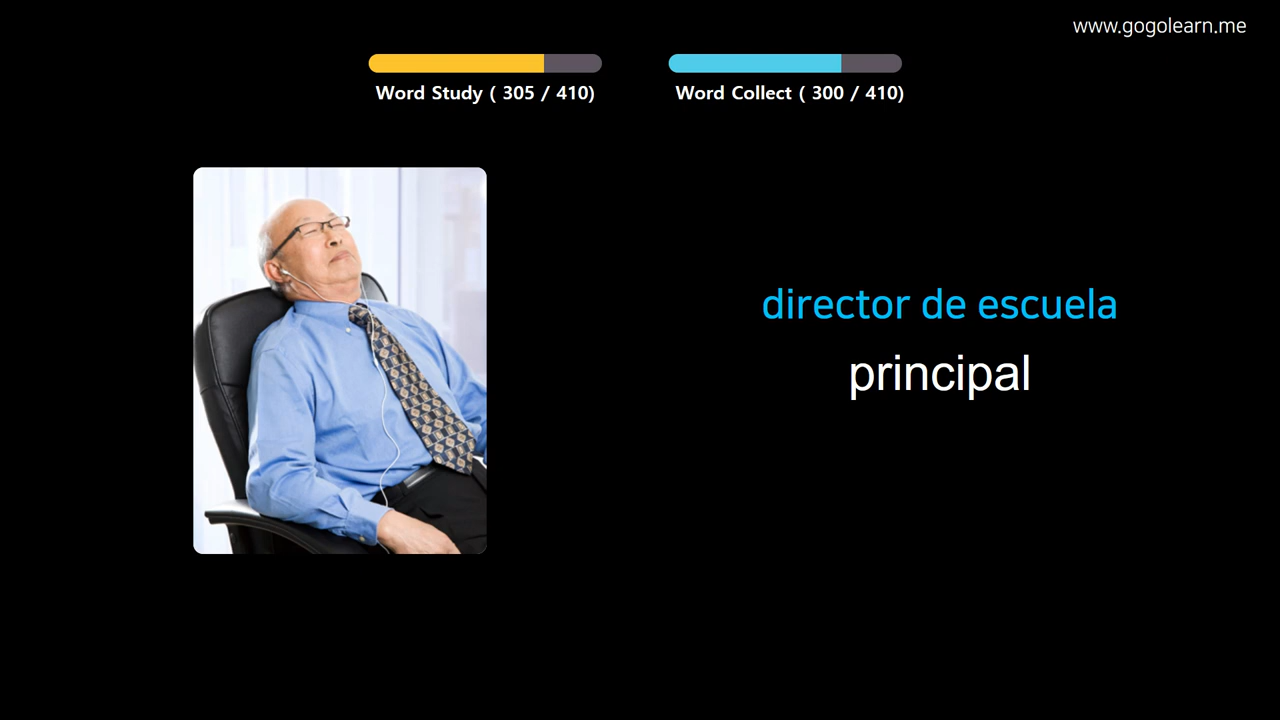 www.gogolearn.me
Word Study ( 305 / 410)
Word Collect ( 300 / 410)
director de escuela
principal